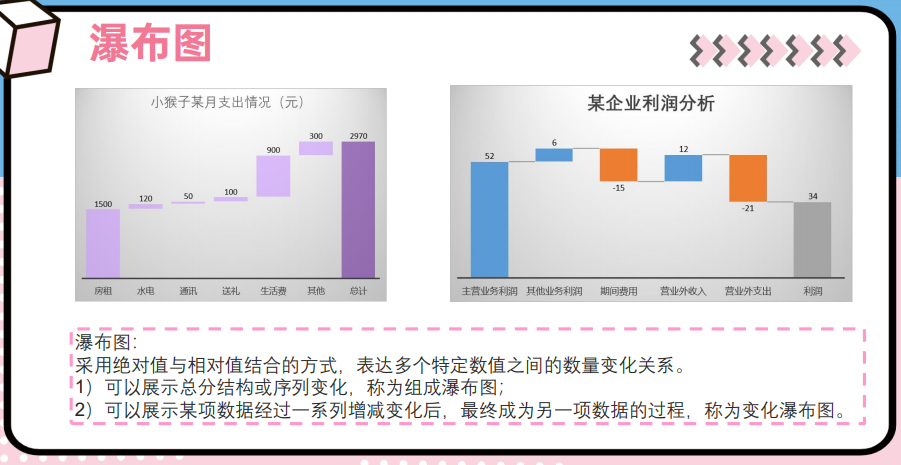 瀑布图
小猴子某月支出情况（元）
1500
120
50
100
900
300
2970
房租 水电 通讯 送礼 生活费 其他 总计
某企业利润分析
52
6
-15
12
-21
34
主营业务利润 其他业务利润 期间费用 营业外收入 营业外支出 利润
瀑布图：
采用绝对值与相对值结合的方式，表达多个特定数值之间的数量变化关系。
1）可以展示总分结构或序列变化，称为组成瀑布图；
2）可以展示某项数据经过一系列增减变化后，最终成为另一项数据的过程，称为变化瀑布图。